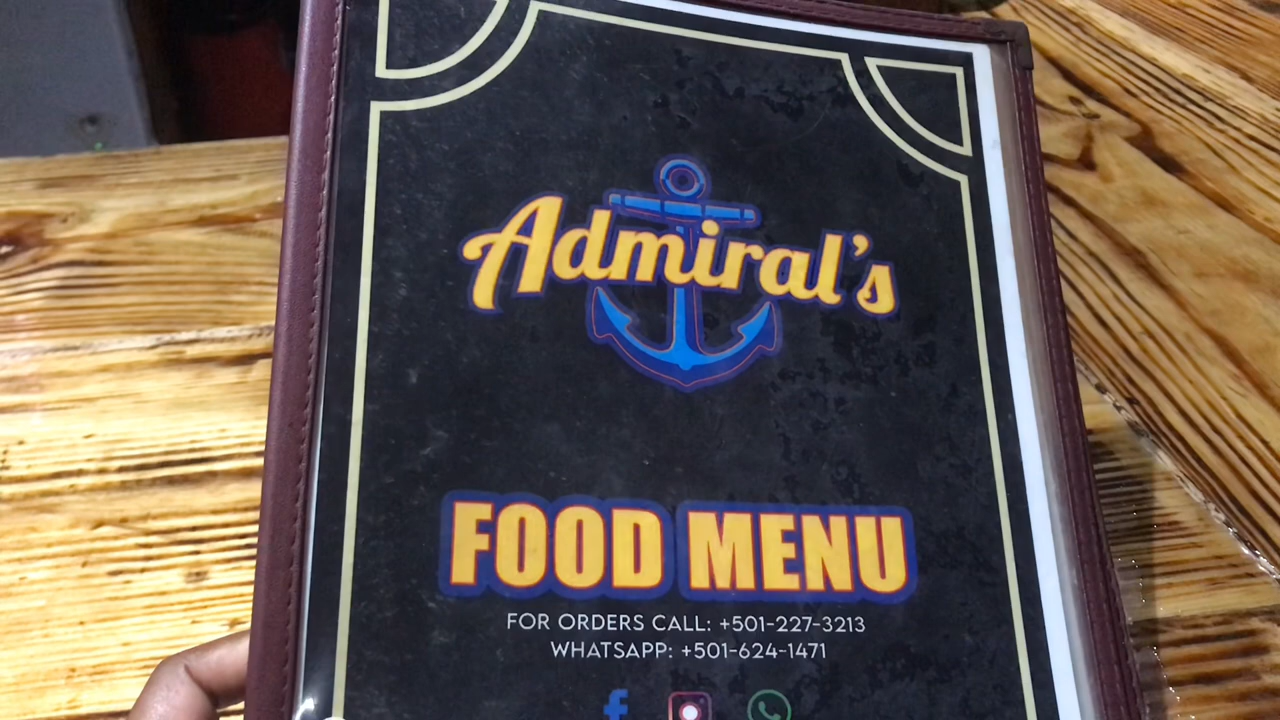 Admiral's
FOOD MENU
FOR ORDERS CALL: +501-227-3213
WHATSAPP: +501-624-1471